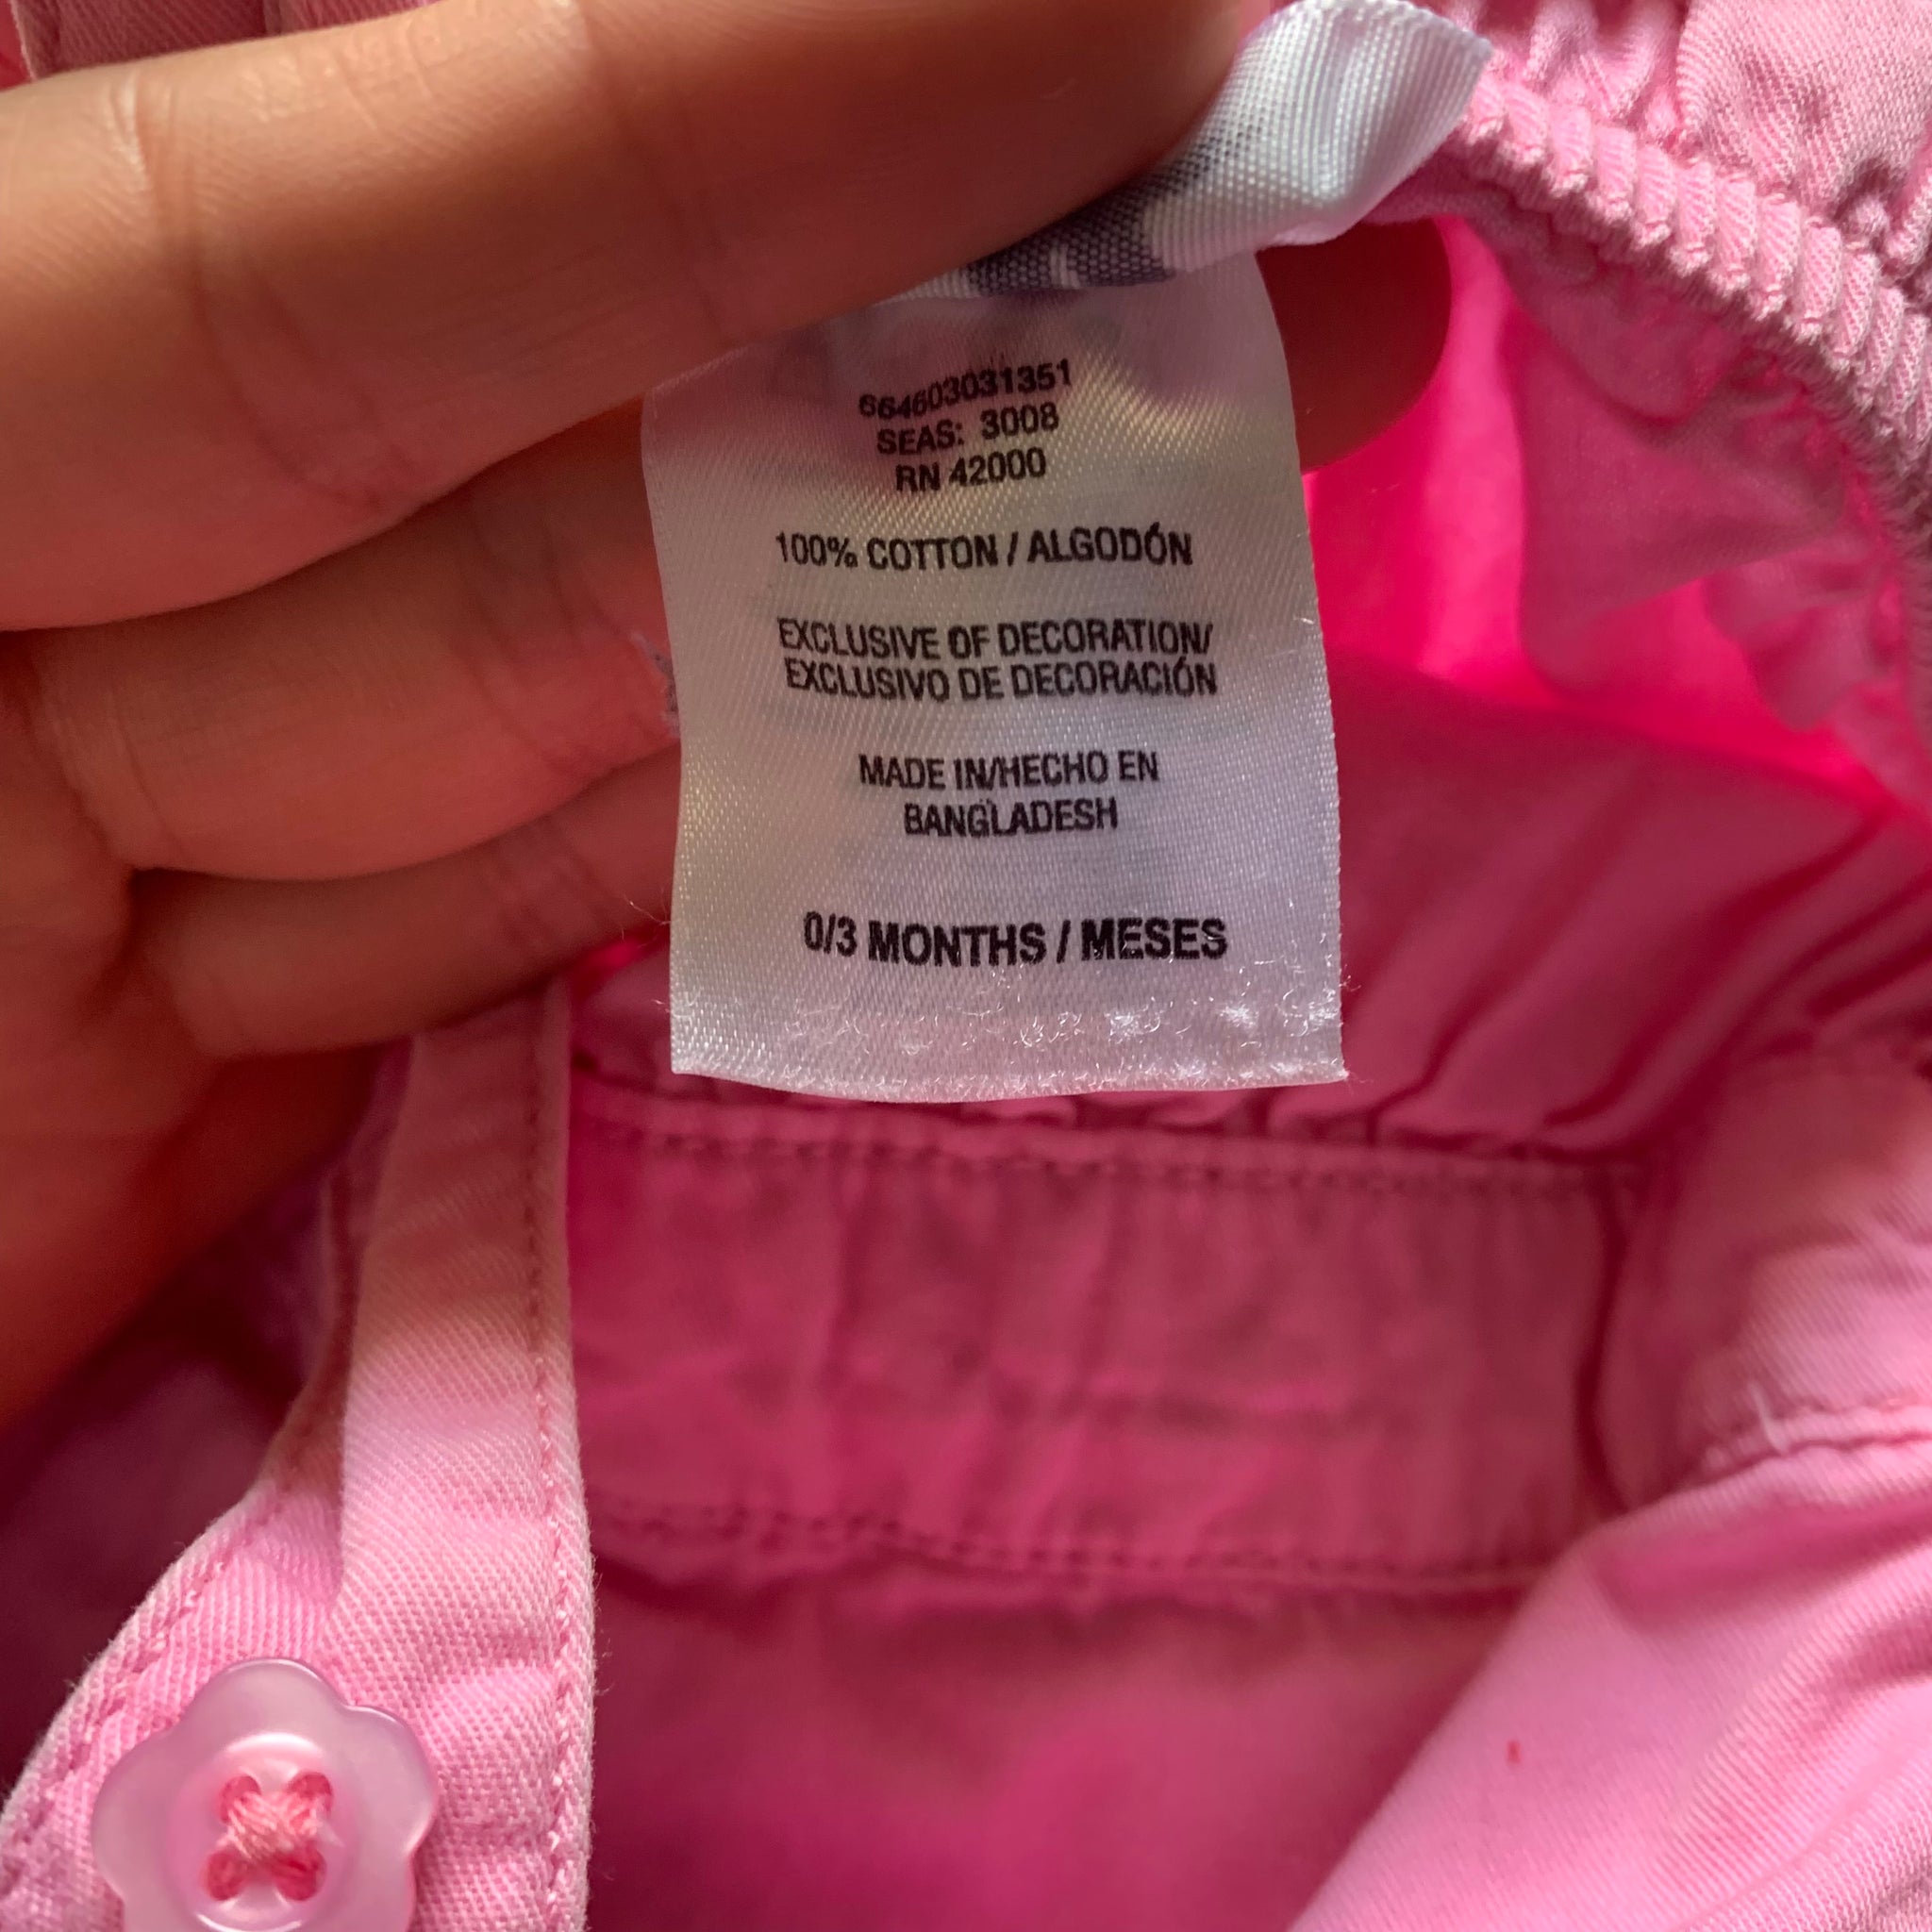 664603031351
SEAS: 3008
RN 42000
100% COTTON / ALGODÓN
EXCLUSIVE OF DECORATION/
EXCLUSIVO DE DECORACIÓN
MADE IN/HECHO EN
BANGLADESH
0/3 MONTHS / MESES